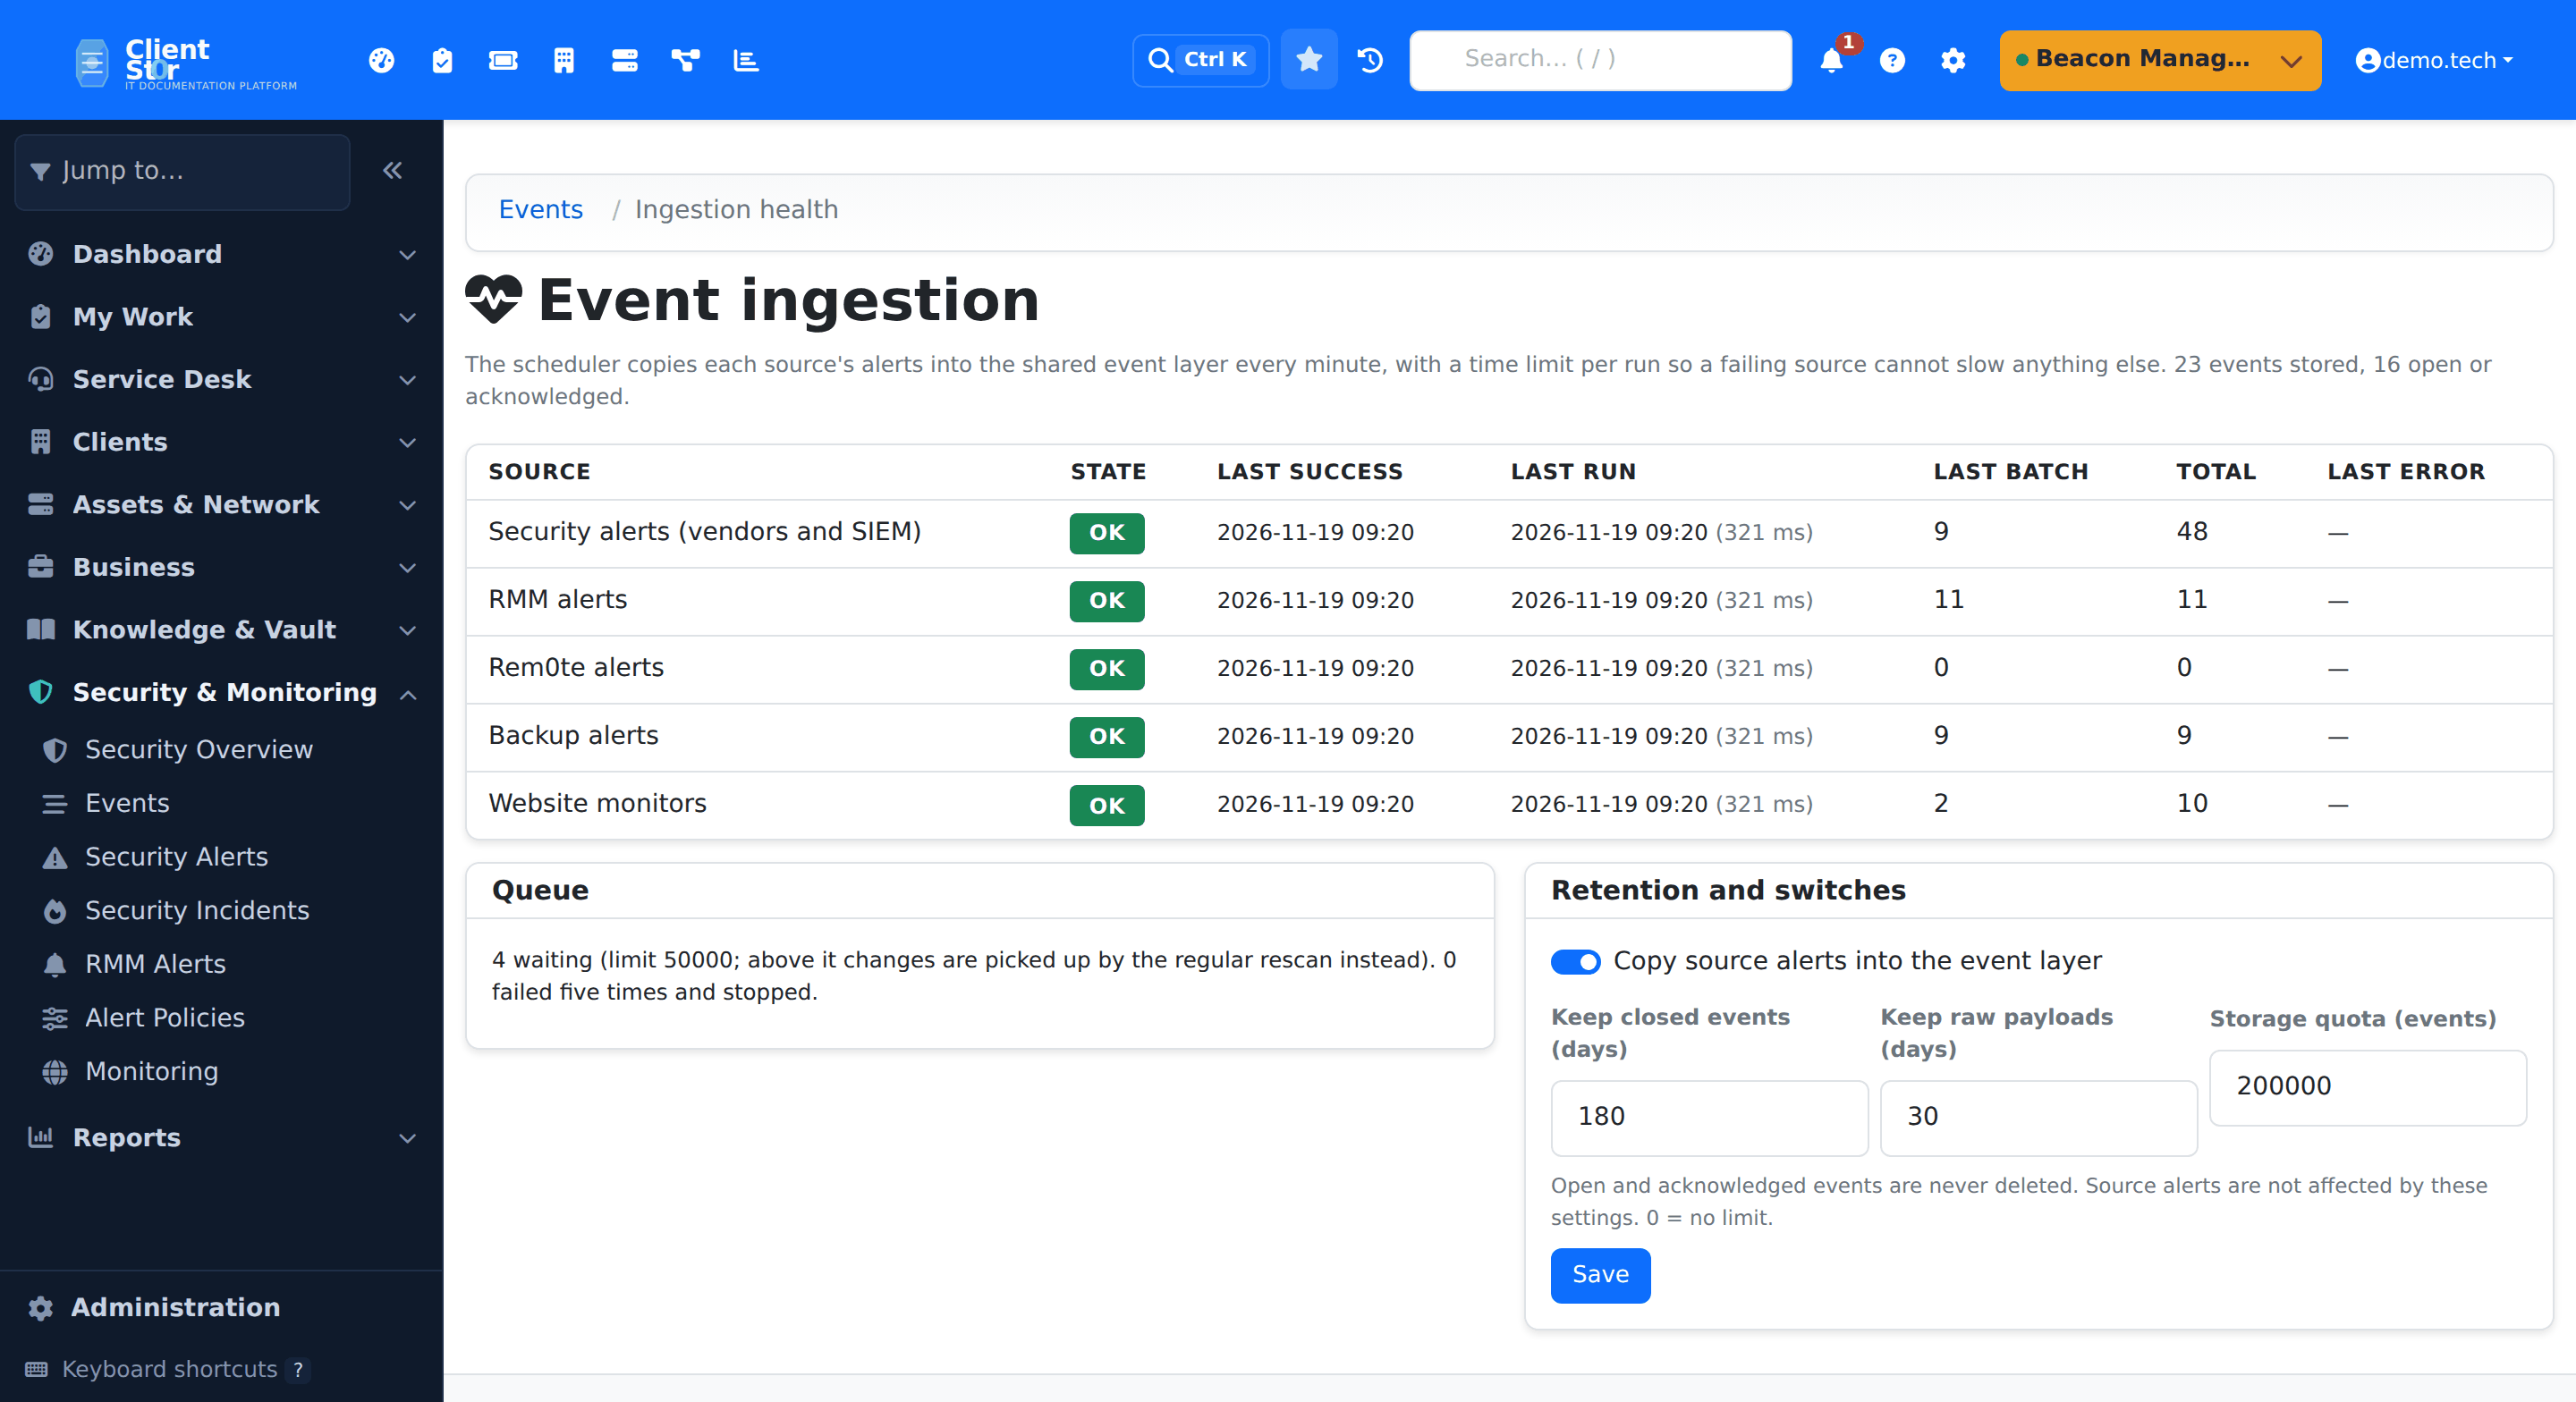 Client
St0r
IT DOCUMENTATION PLATFORM
Ctrl K
Search... ( / )
1
Beacon Manag...
demo.tech
Jump to...
Dashboard
My Work
Service Desk
Clients
Assets & Network
Business
Knowledge & Vault
Security & Monitoring
Security Overview
Events
Security Alerts
Security Incidents
RMM Alerts
Alert Policies
Monitoring
Reports
Administration
Keyboard shortcuts ?
Events / Ingestion health
Event ingestion
The scheduler copies each source's alerts into the shared event layer every minute, with a time limit per run so a failing source cannot slow anything else. 23 events stored, 16 open or
acknowledged.
SOURCE STATE LAST SUCCESS LAST RUN LAST BATCH TOTAL LAST ERROR
Security alerts (vendors and SIEM) OK 2026-11-19 09:20 2026-11-19 09:20 (321 ms) 9 48 —
RMM alerts OK 2026-11-19 09:20 2026-11-19 09:20 (321 ms) 11 11 —
Rem0te alerts OK 2026-11-19 09:20 2026-11-19 09:20 (321 ms) 0 0 —
Backup alerts OK 2026-11-19 09:20 2026-11-19 09:20 (321 ms) 9 9 —
Website monitors OK 2026-11-19 09:20 2026-11-19 09:20 (321 ms) 2 10 —
Queue
4 waiting (limit 50000; above it changes are picked up by the regular rescan instead). 0
failed five times and stopped.
Retention and switches
Copy source alerts into the event layer
Keep closed events
(days)
180
Keep raw payloads
(days)
30
Storage quota (events)
200000
Open and acknowledged events are never deleted. Source alerts are not affected by these
settings. 0 = no limit.
Save